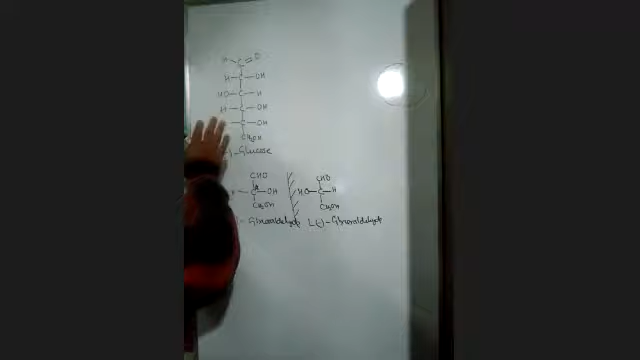 H C O
H - C - OH
HO - C - H
H - C - OH
C - OH
CH₂OH
) - Glucose
CHO CHO
C - OH HO - C - H
CH₂OH CH₂OH
- Glyceraldehyde L(-) - Glyceraldehyde